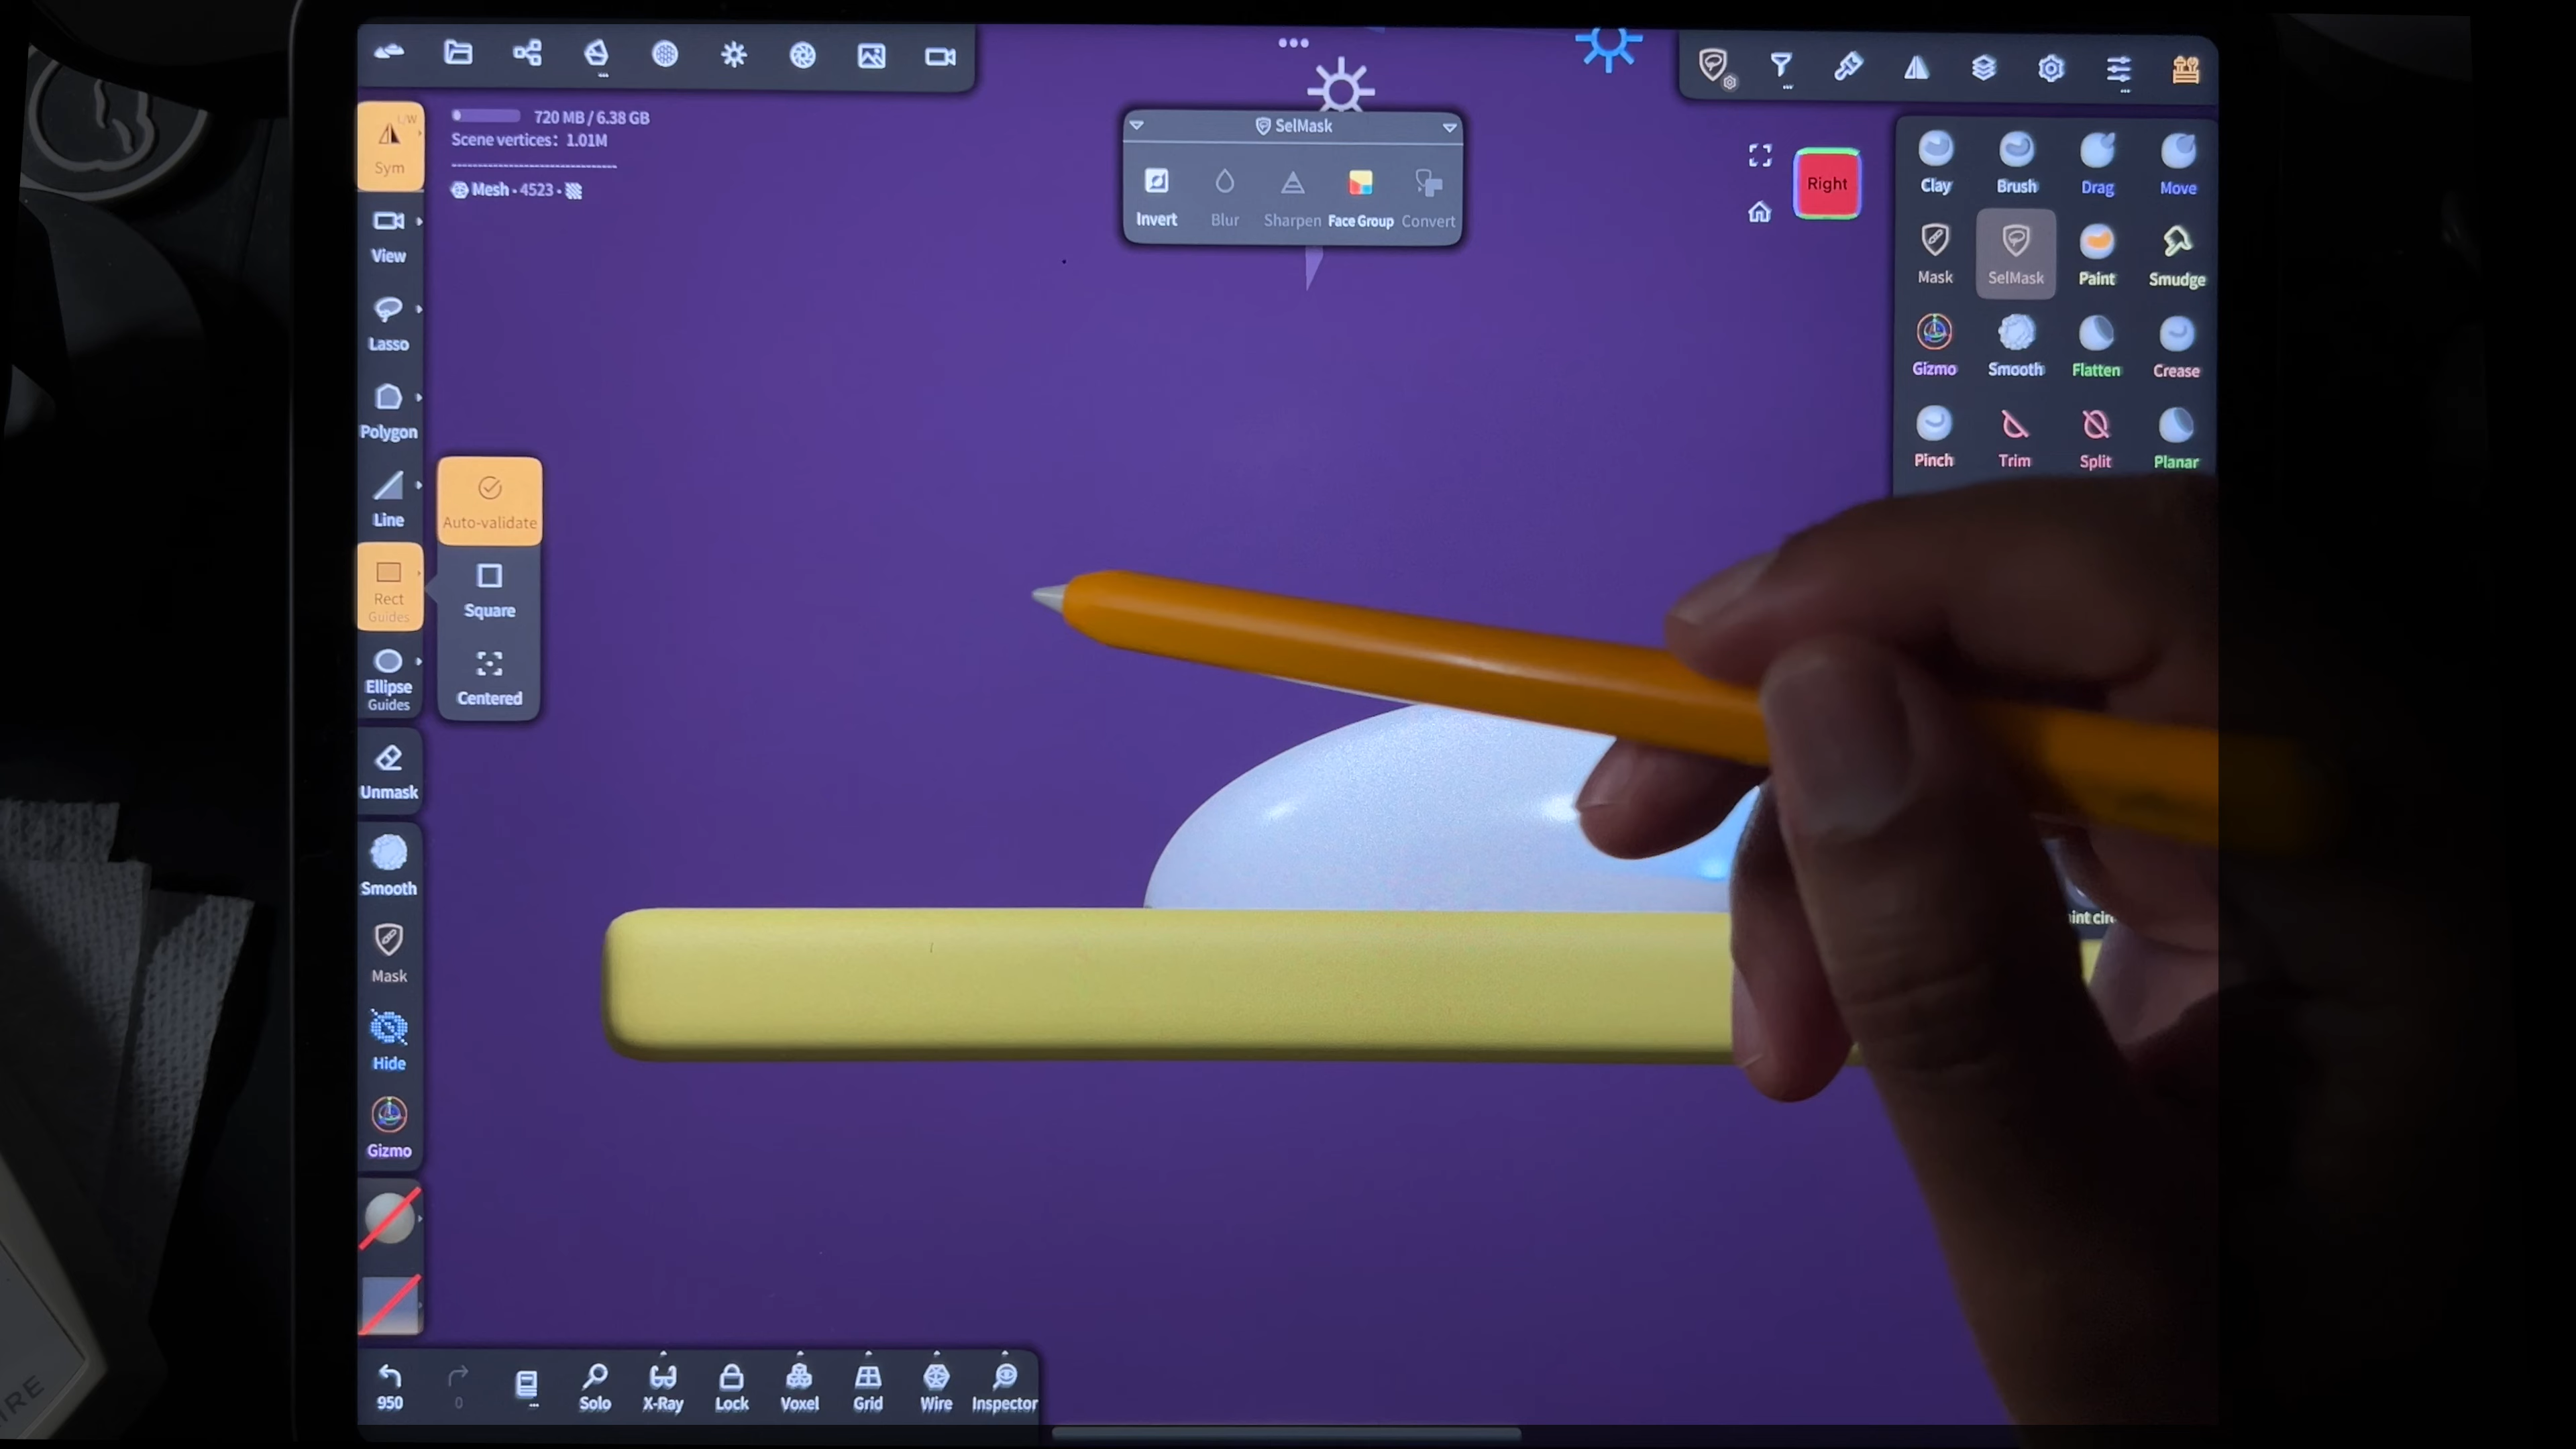 720 MB / 6.38 GB
Scene vertices: 1.01M
Mesh • 4523 •
L/W
Sym
View
Lasso
Polygon
Line
Rect
Guides
Ellipse
Guides
Unmask
Smooth
Mask
Hide
Gizmo
Auto-validate
Square
Centered
SelMask
Invert
Blur
Sharpen
Face Group
Convert
Right
Clay
Brush
Drag
Move
Mask
SelMask
Paint
Smudge
Gizmo
Smooth
Flatten
Crease
Pinch
Trim
Split
Planar
950
0
Solo
X-Ray
Lock
Voxel
Grid
Wire
Inspector